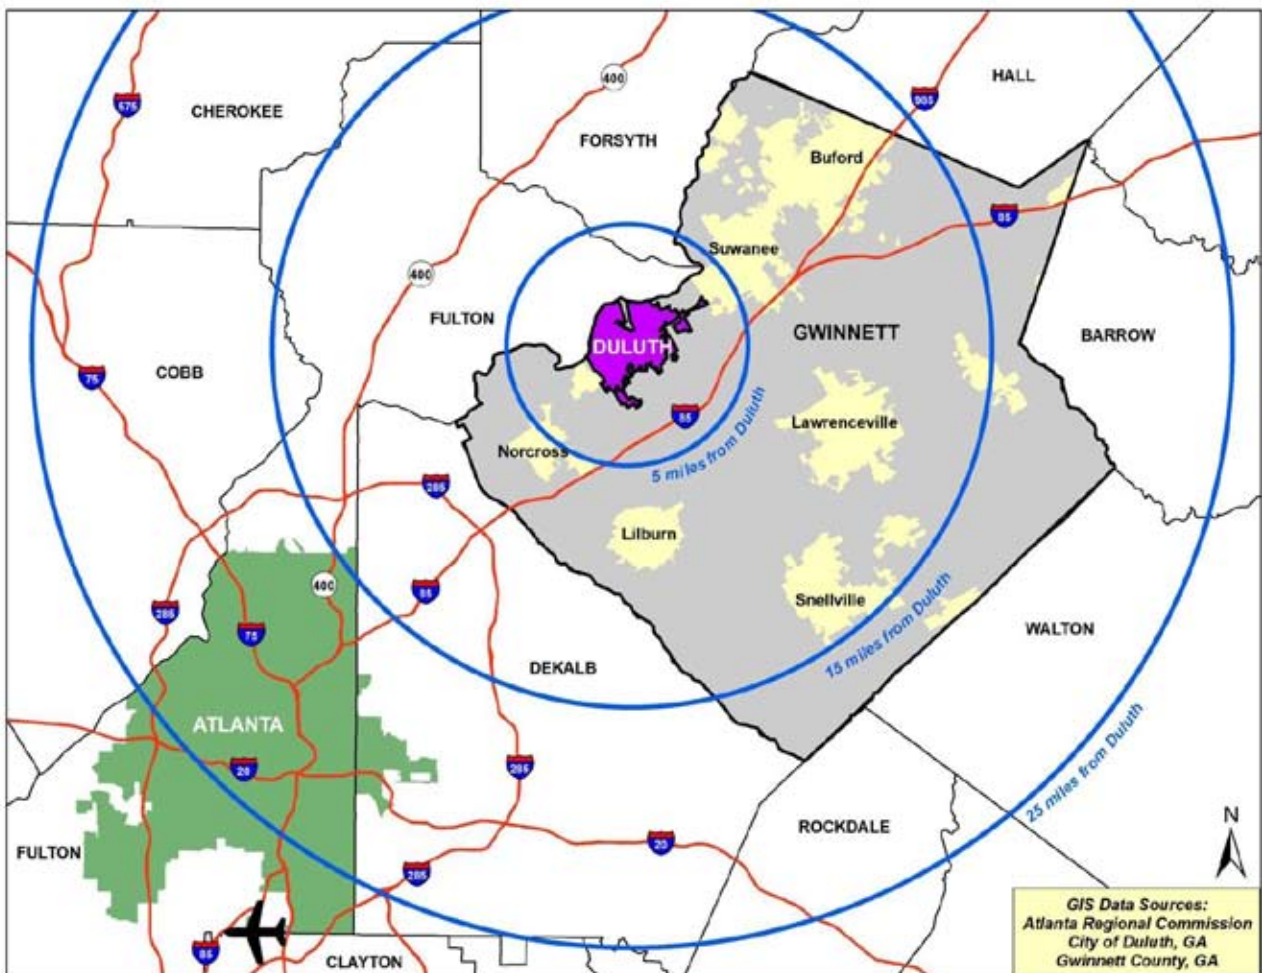 HALL
400
575
985
CHEROKEE
FORSYTH
Buford
85
Suwanee
400
FULTON
GWINNETT
BARROW
DULUTH
COBB
75
85
5 miles from Duluth
Lawrenceville
Norcross
285
Lilburn
400
85
Snellville
285
15 miles from Duluth
75
WALTON
DEKALB
ATLANTA
25 miles from Duluth
20
285
N
ROCKDALE
20
FULTON
285
85
CLAYTON
GIS Data Sources:
Atlanta Regional Commission
City of Duluth, GA
Gwinnett County, GA